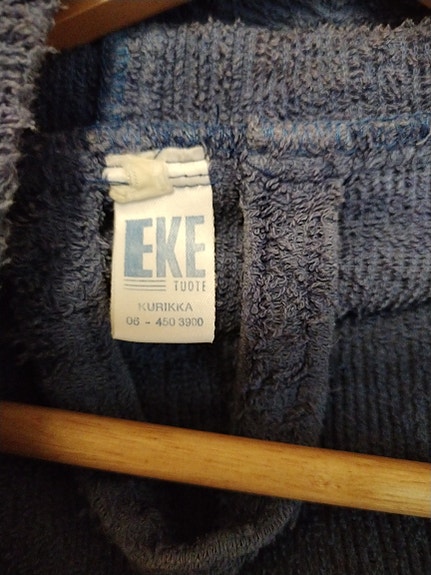 EKE
TUOTE
KURIKKA
06 - 450 3900